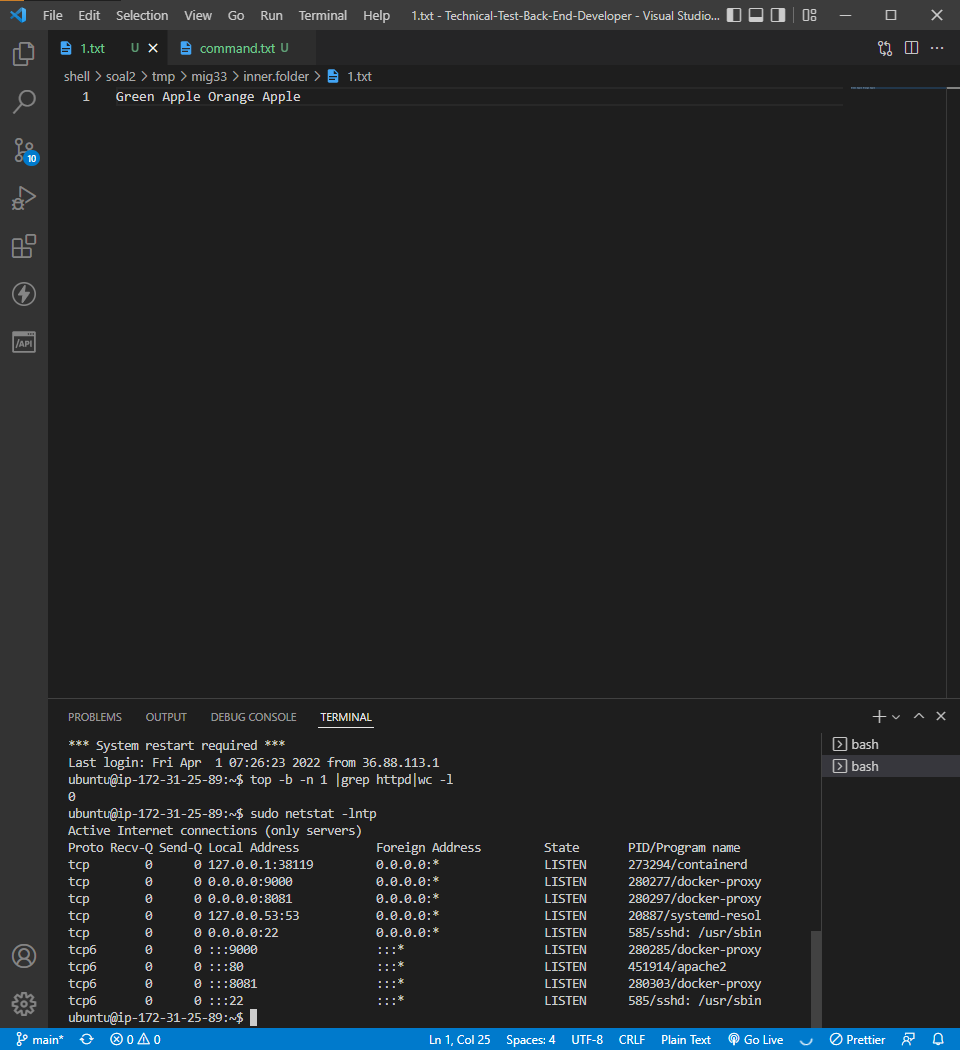 File Edit Selection View Go Run Terminal Help 1.txt - Technical-Test-Back-End-Developer - Visual Studio...
1.txt U command.txt U
shell > soal2 > tmp > mig33 > inner.folder > 1.txt
1 Green Apple Orange Apple
10
/API
PROBLEMS OUTPUT DEBUG CONSOLE TERMINAL
bash
bash
*** System restart required ***
Last login: Fri Apr  1 07:26:23 2022 from 36.88.113.1
ubuntu@ip-172-31-25-89:~$ top -b -n 1 |grep httpd|wc -l
0
ubuntu@ip-172-31-25-89:~$ sudo netstat -lntp
Active Internet connections (only servers)
Proto Recv-Q Send-Q Local Address           Foreign Address         State       PID/Program name
tcp        0      0 127.0.0.1:38119         0.0.0.0:*               LISTEN      273294/containerd
tcp        0      0 0.0.0.0:9000            0.0.0.0:*               LISTEN      280277/docker-proxy
tcp        0      0 0.0.0.0:8081            0.0.0.0:*               LISTEN      280297/docker-proxy
tcp        0      0 127.0.0.53:53           0.0.0.0:*               LISTEN      20887/systemd-resol
tcp        0      0 0.0.0.0:22              0.0.0.0:*               LISTEN      585/sshd: /usr/sbin
tcp6       0      0 :::9000                 :::*                    LISTEN      280285/docker-proxy
tcp6       0      0 :::80                   :::*                    LISTEN      451914/apache2
tcp6       0      0 :::8081                 :::*                    LISTEN      280303/docker-proxy
tcp6       0      0 :::22                   :::*                    LISTEN      585/sshd: /usr/sbin
ubuntu@ip-172-31-25-89:~$
main* 0 0 Ln 1, Col 25 Spaces: 4 UTF-8 CRLF Plain Text Go Live Prettier